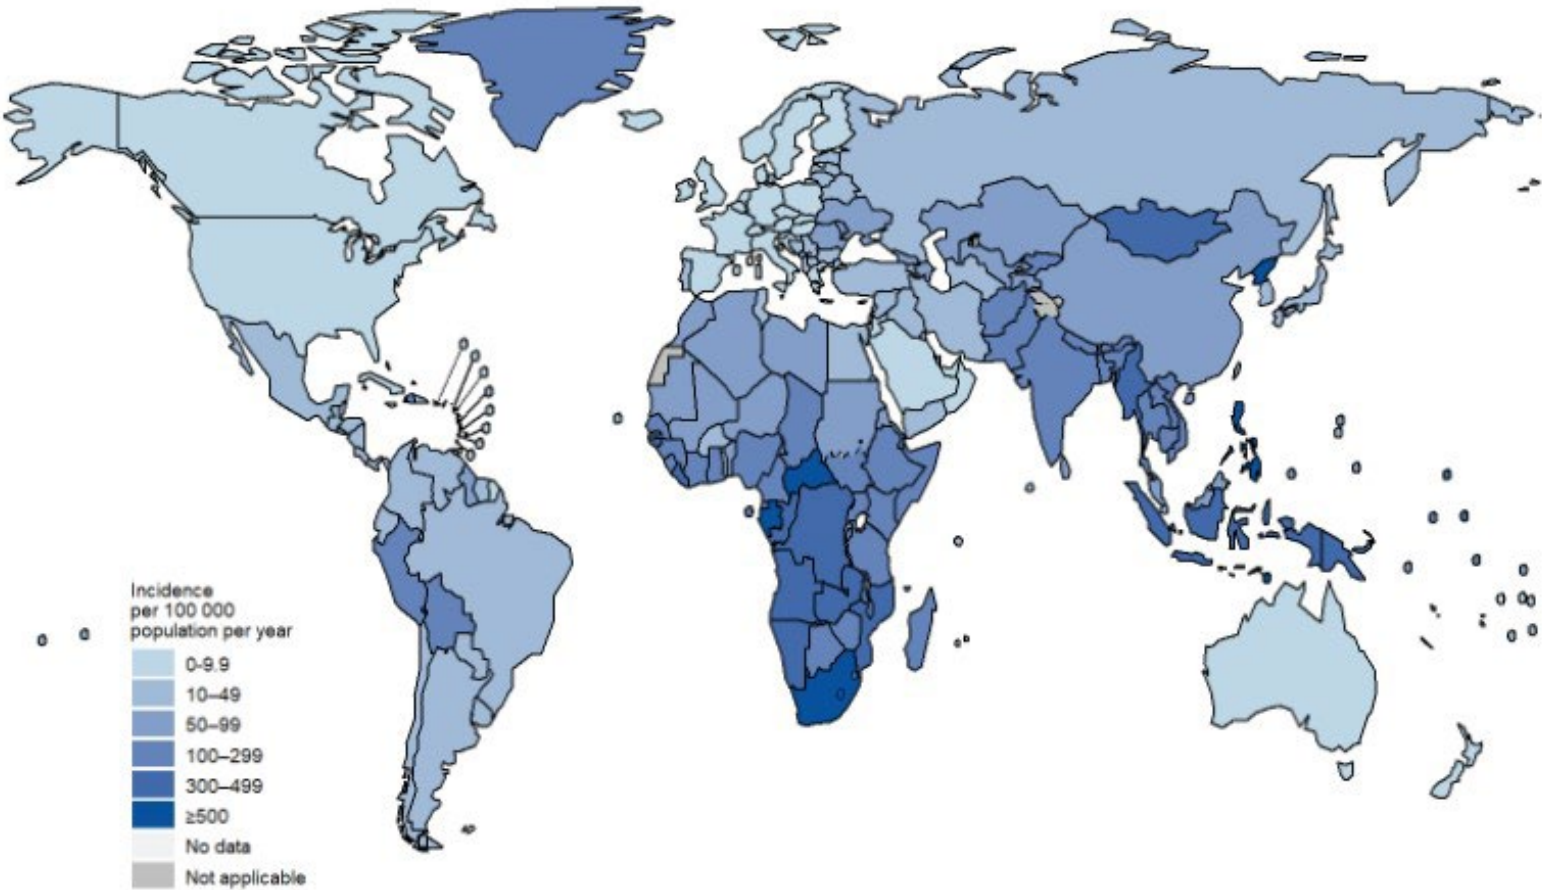 Incidence
per 100 000
population per year
0-9.9
10–49
50–99
100–299
300–499
≥500
No data
Not applicable